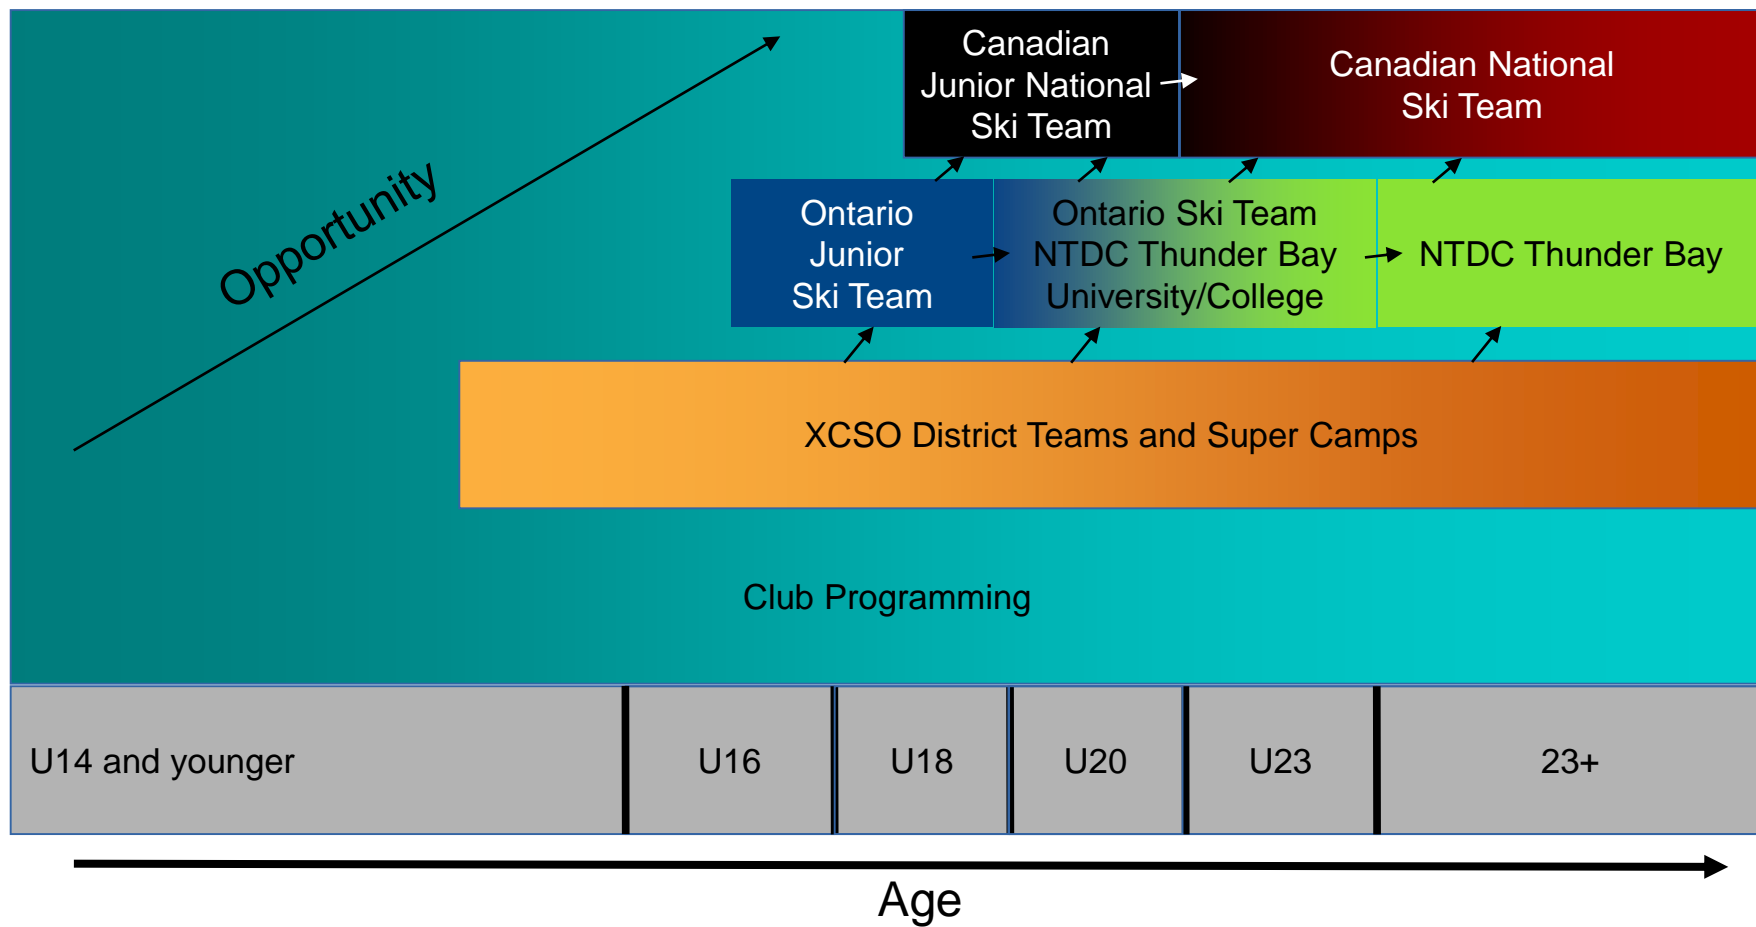 Canadian
Junior National
Ski Team
Canadian National
Ski Team
Opportunity
Ontario
Junior
Ski Team
Ontario Ski Team
NTDC Thunder Bay
University/College
NTDC Thunder Bay
XCSO District Teams and Super Camps
Club Programming
U14 and younger
U16
U18
U20
U23
23+
Age